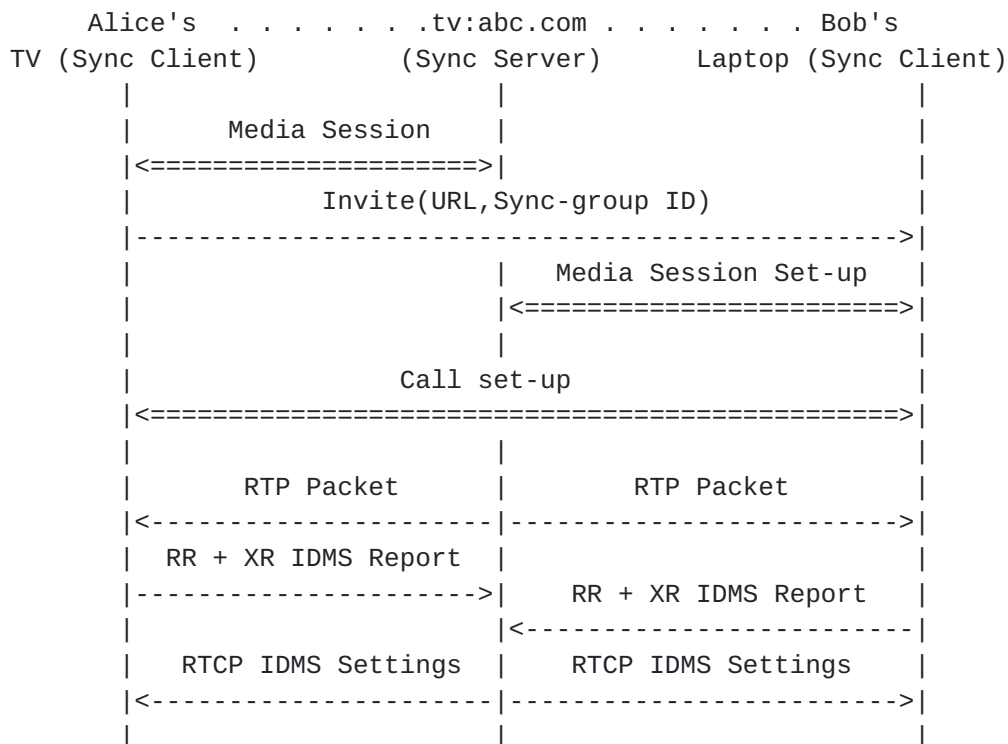 Alice's . . . . . . .tv:abc.com . . . . . . . Bob's
TV (Sync Client) (Sync Server) Laptop (Sync Client)
| |
| Media Session | |
|<=====================>| |
| Invite(URL,Sync-group ID) |
|------------------------------------------------->|
| | Media Session Set-up |
| |<========================>|
| | |
| Call set-up |
|<================================================>|
| | |
| RTP Packet | RTP Packet |
|<----------------------|------------------------->|
| RR + XR IDMS Report | |
|---------------------->| RR + XR IDMS Report |
| |<-------------------------|
| RTCP IDMS Settings | RTCP IDMS Settings |
|<----------------------|------------------------->|
| | |